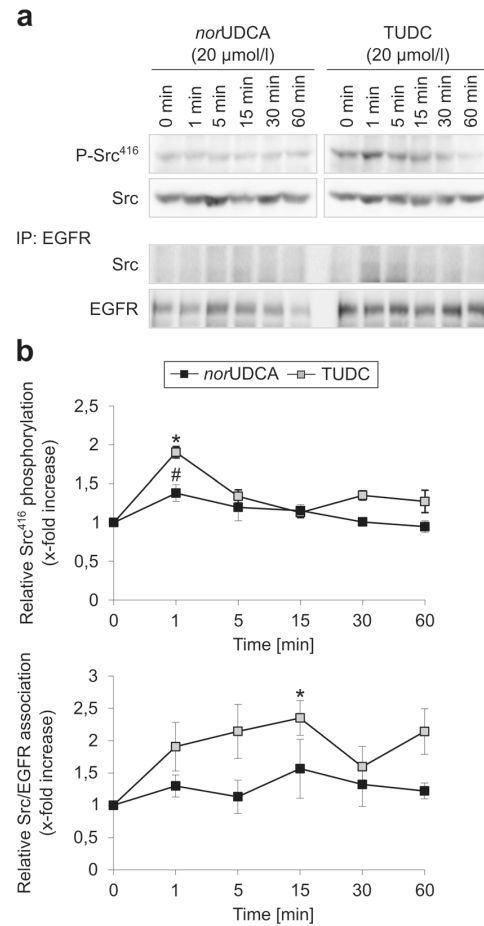 a
norUDCA TUDC
(20 µmol/l) (20 µmol/l)
0 min 1 min 5 min 15 min 30 min 60 min 0 min 1 min 5 min 15 min 30 min 60 min
P-Src416
Src
IP: EGFR
Src
EGFR
b
norUDCA TUDC
Relative Src416 phosphorylation
(x-fold increase)
2,5
2
*
1,5
#
1
0,5
0
0 1 5 15 30 60
Time [min]
Relative Src/EGFR association
(x-fold increase)
3
2,5
*
2
1,5
1
0,5
0
0 1 5 15 30 60
Time [min]